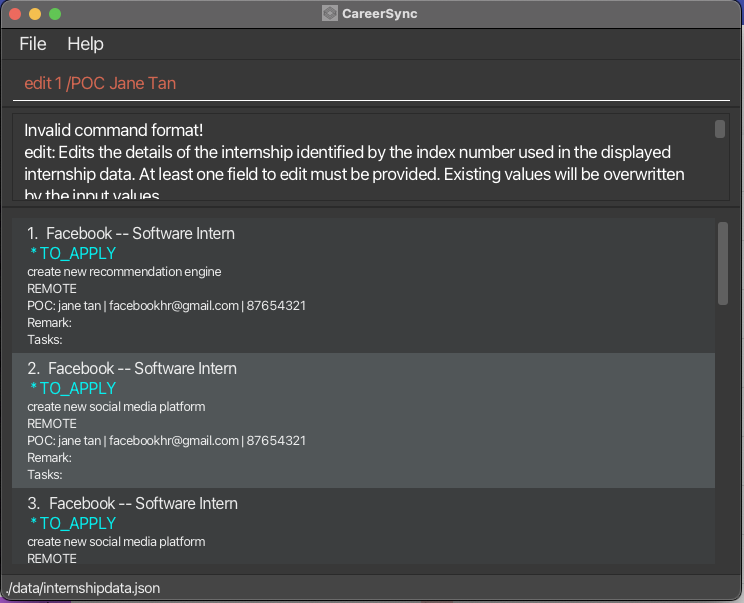 CareerSync
File Help
edit 1 /POC Jane Tan
Invalid command format!
edit: Edits the details of the internship identified by the index number used in the displayed
internship data. At least one field to edit must be provided. Existing values will be overwritten
by the input values
1. Facebook -- Software Intern
* TO_APPLY
create new recommendation engine
REMOTE
POC: jane tan | facebookhr@gmail.com | 87654321
Remark:
Tasks:
2. Facebook -- Software Intern
* TO_APPLY
create new social media platform
REMOTE
POC: jane tan | facebookhr@gmail.com | 87654321
Remark:
Tasks:
3. Facebook -- Software Intern
* TO_APPLY
create new social media platform
REMOTE
./data/internshipdata.json